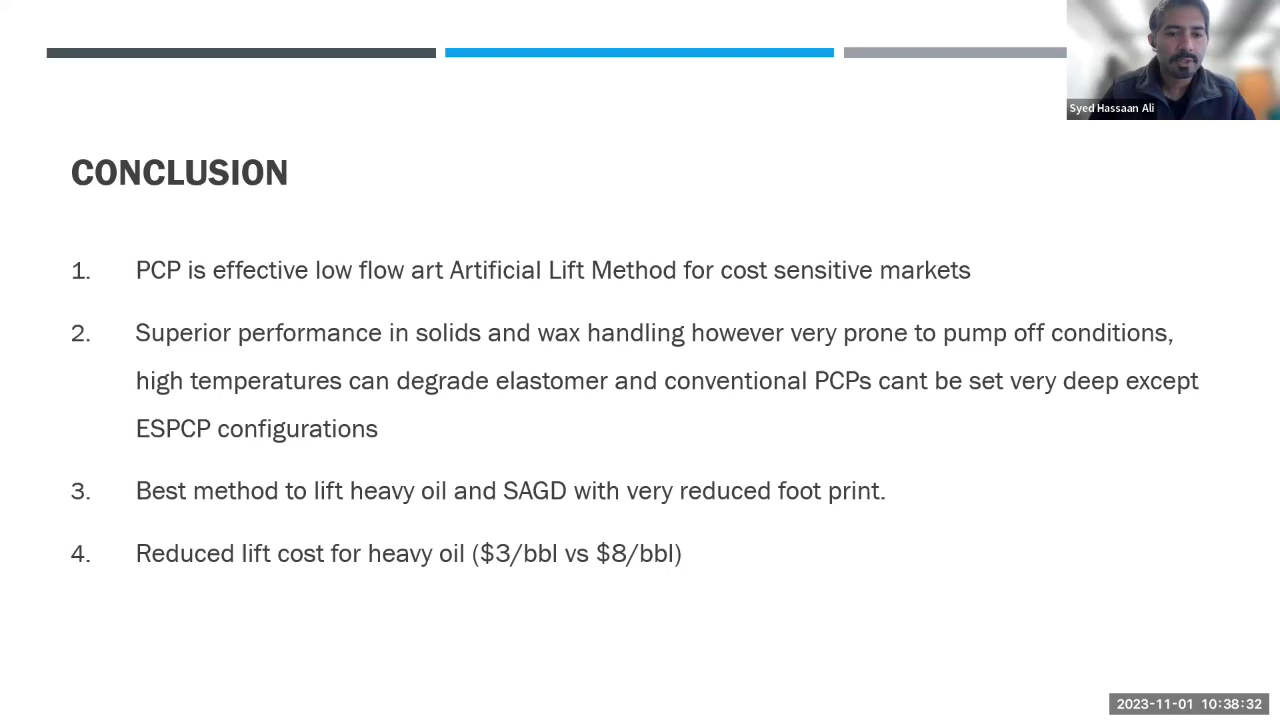 Syed Hassaan Ali
CONCLUSION
1. PCP is effective low flow art Artificial Lift Method for cost sensitive markets
2. Superior performance in solids and wax handling however very prone to pump off conditions,
high temperatures can degrade elastomer and conventional PCPs cant be set very deep except
ESPCP configurations
3. Best method to lift heavy oil and SAGD with very reduced foot print.
4. Reduced lift cost for heavy oil ($3/bbl vs $8/bbl)
2023-11-01 10:38:32